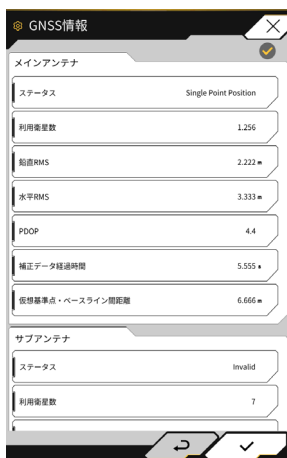 GNSS情報
メインアンテナ
ステータス Single Point Position
利用衛星数 1.256
鉛直RMS 2.222 m
水平RMS 3.333 m
PDOP 4.4
補正データ経過時間 5.555 s
仮想基準点・ベースライン間距離 6.666 m
サブアンテナ
ステータス Invalid
利用衛星数 7